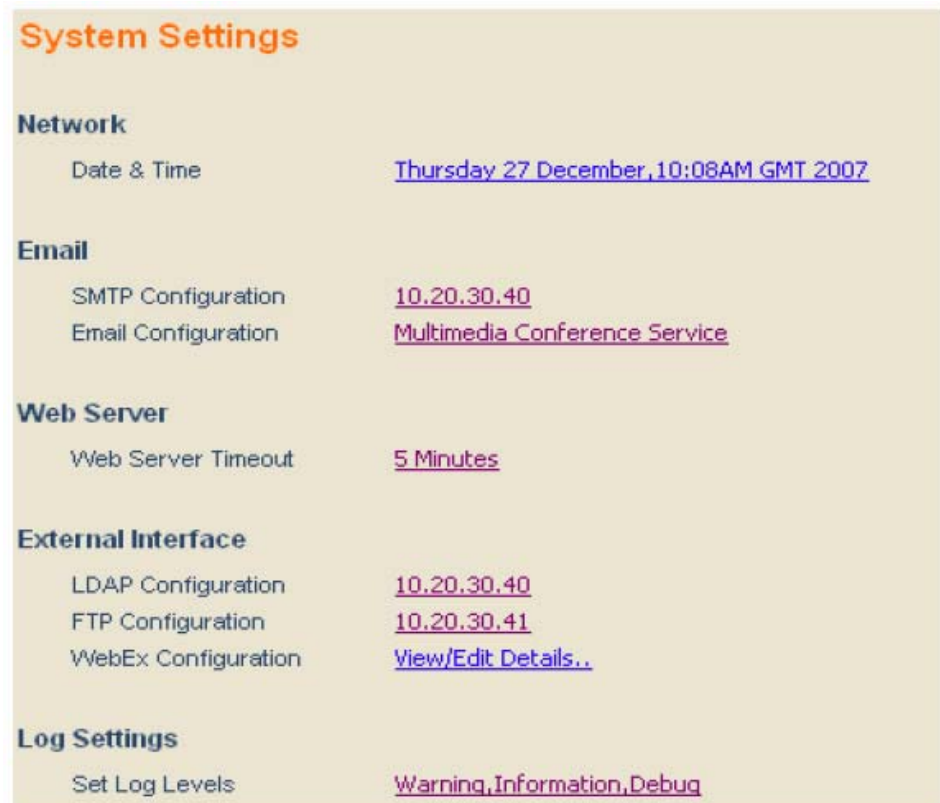 System Settings
Network
Date & Time Thursday 27 December,10:08AM GMT 2007
Email
SMTP Configuration 10.20.30.40
Email Configuration Multimedia Conference Service
Web Server
Web Server Timeout 5 Minutes
External Interface
LDAP Configuration 10.20.30.40
FTP Configuration 10.20.30.41
WebEx Configuration View/Edit Details..
Log Settings
Set Log Levels Warning,Information,Debug